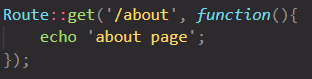 Route::get('/about', function(){
    echo 'about page';
});